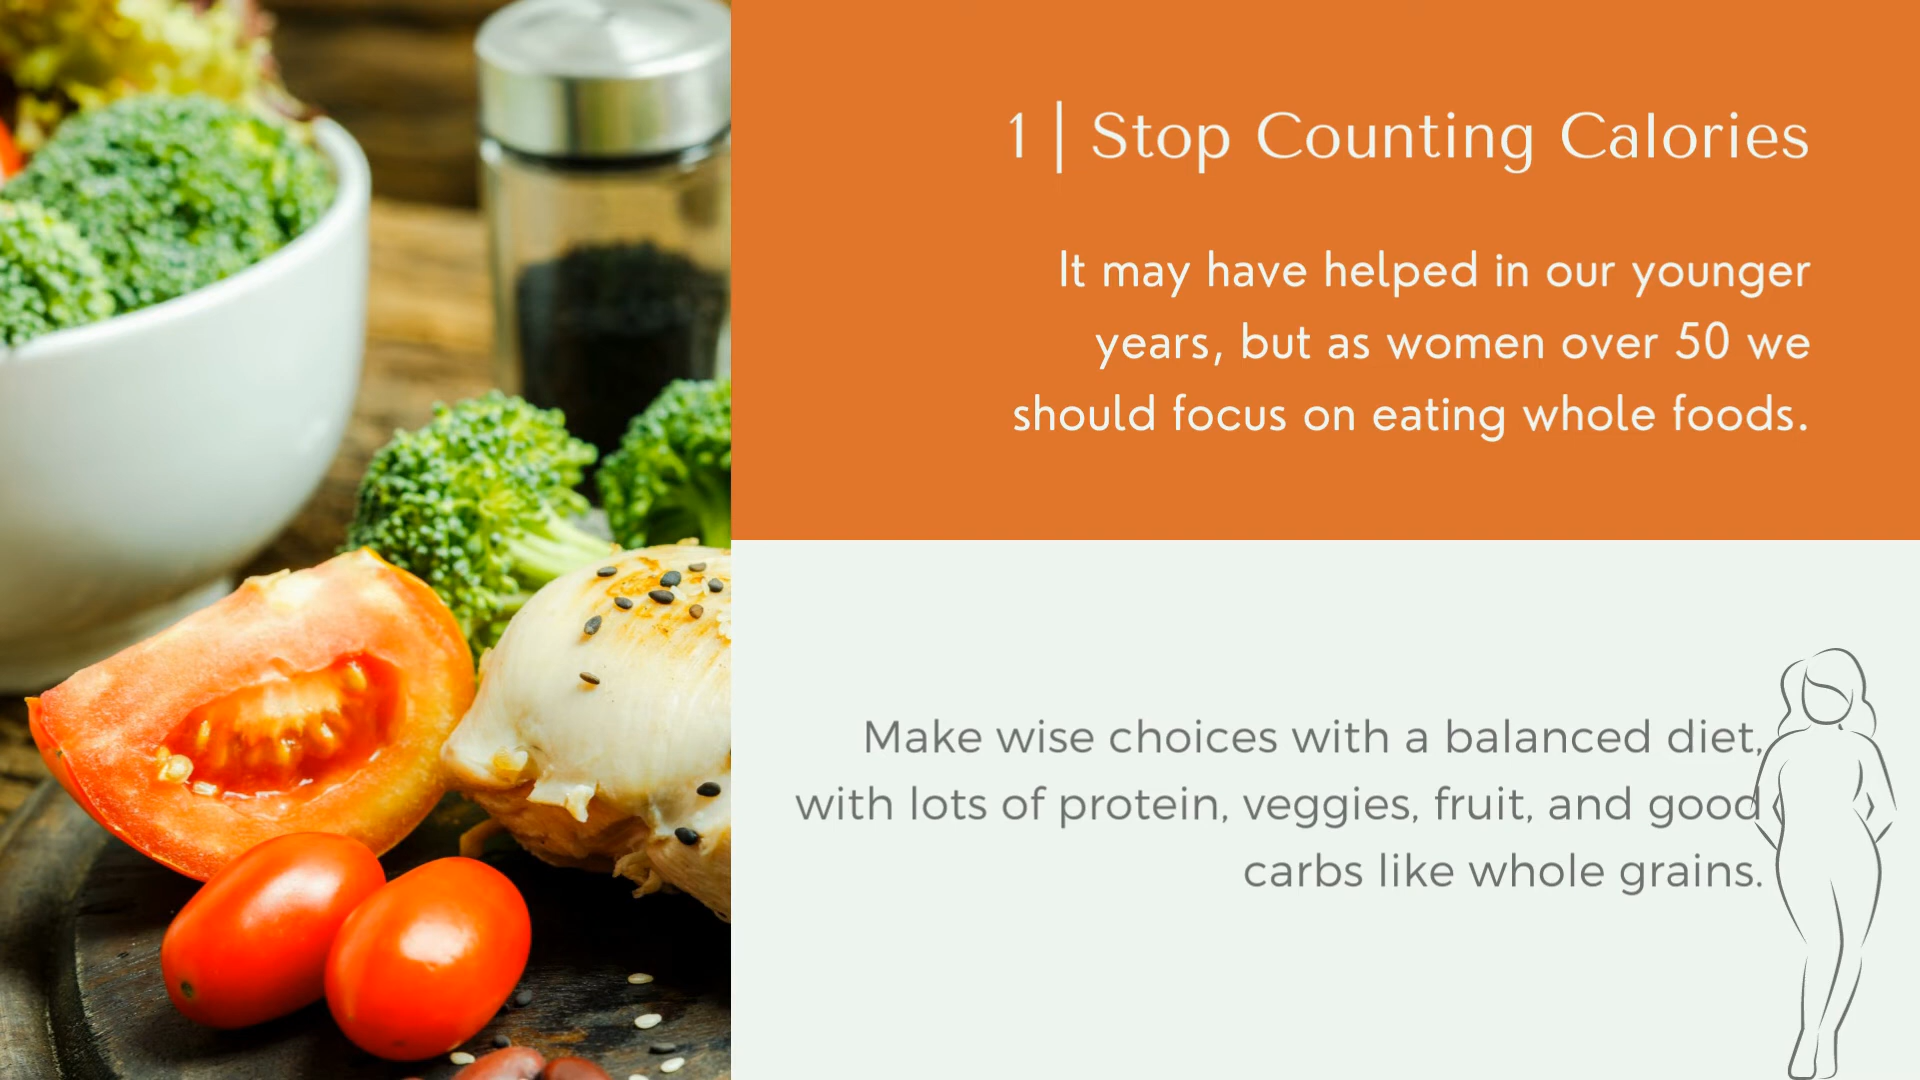 1 | Stop Counting Calories
It may have helped in our younger
years, but as women over 50 we
should focus on eating whole foods.
Make wise choices with a balanced diet,
with lots of protein, veggies, fruit, and good
carbs like whole grains.